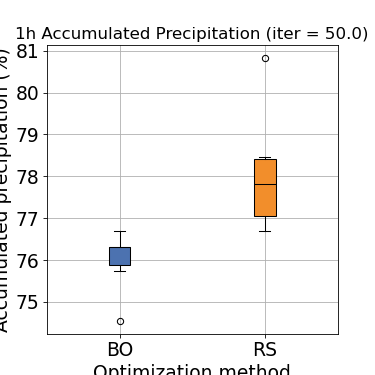 1h Accumulated Precipitation (iter = 50.0)
Accumulated precipitation (%)
81
80
79
78
77
76
75
BO
RS
Optimization method